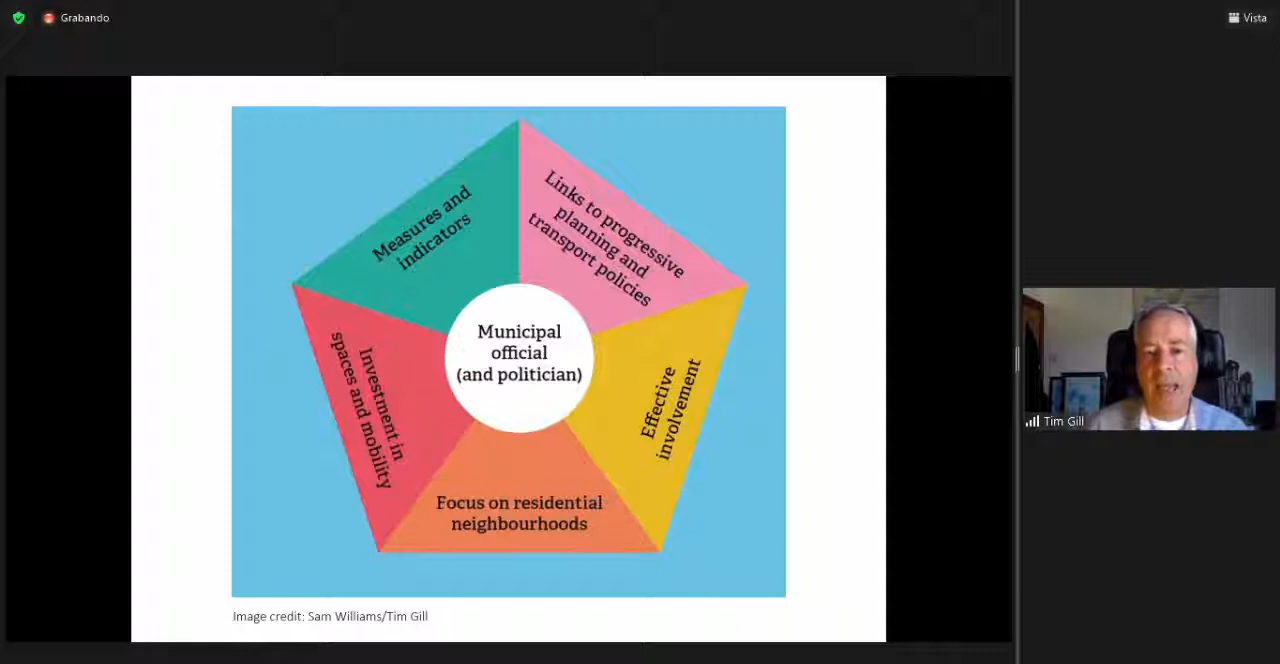 Grabando
Vista
Measures and
indicators
Links to progressive
planning and
transport policies
Municipal
official
(and politician)
Investment in
spaces and mobility
Effective
involvement
Focus on residential
neighbourhoods
Image credit: Sam Williams/Tim Gill
Tim Gill